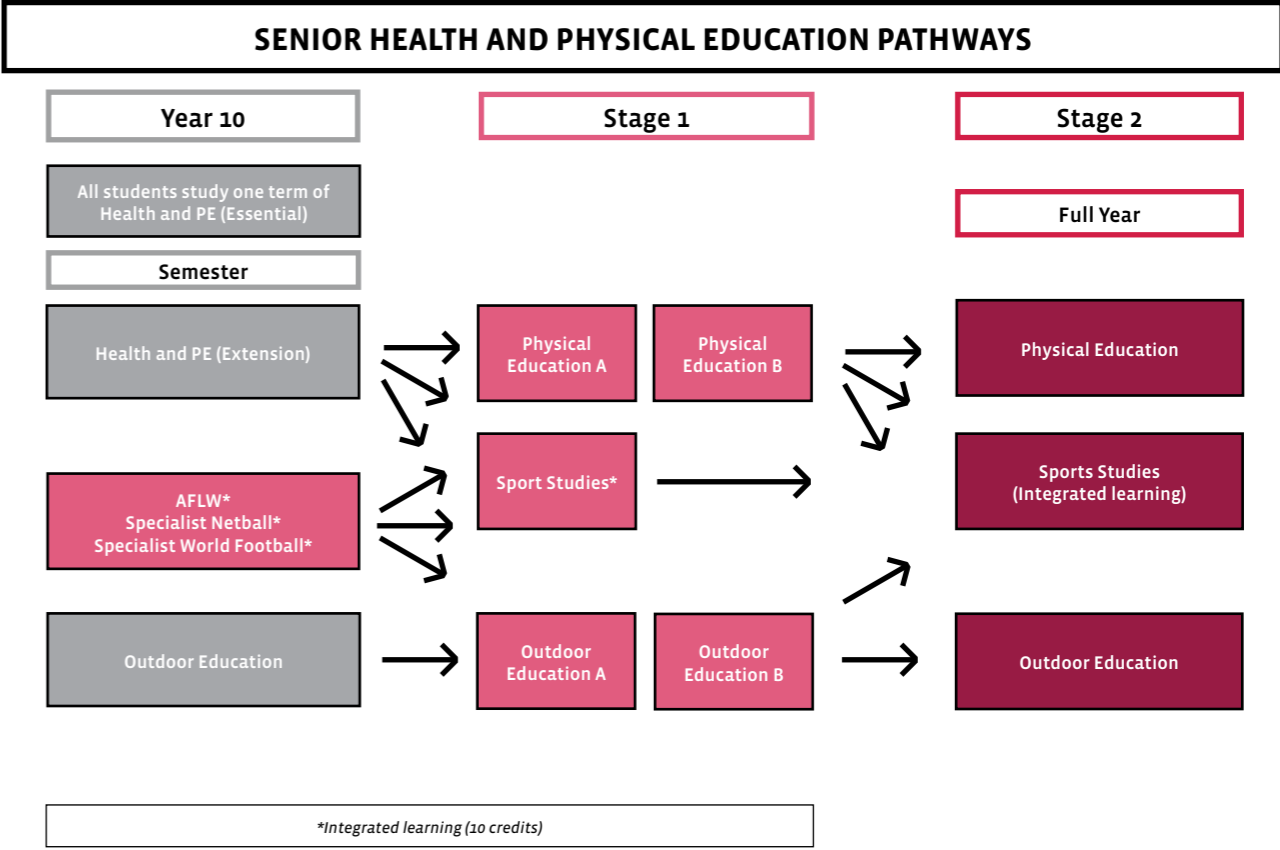 SENIOR HEALTH AND PHYSICAL EDUCATION PATHWAYS
Year 10
Stage 1
Stage 2
All students study one term of
Health and PE (Essential)
Full Year
Semester
Health and PE (Extension)
Physical
Education A
Physical
Education B
Physical Education
AFLW*
Specialist Netball*
Specialist World Football*
Sport Studies*
Sports Studies
(Integrated learning)
Outdoor Education
Outdoor
Education A
Outdoor
Education B
Outdoor Education
*Integrated learning (10 credits)